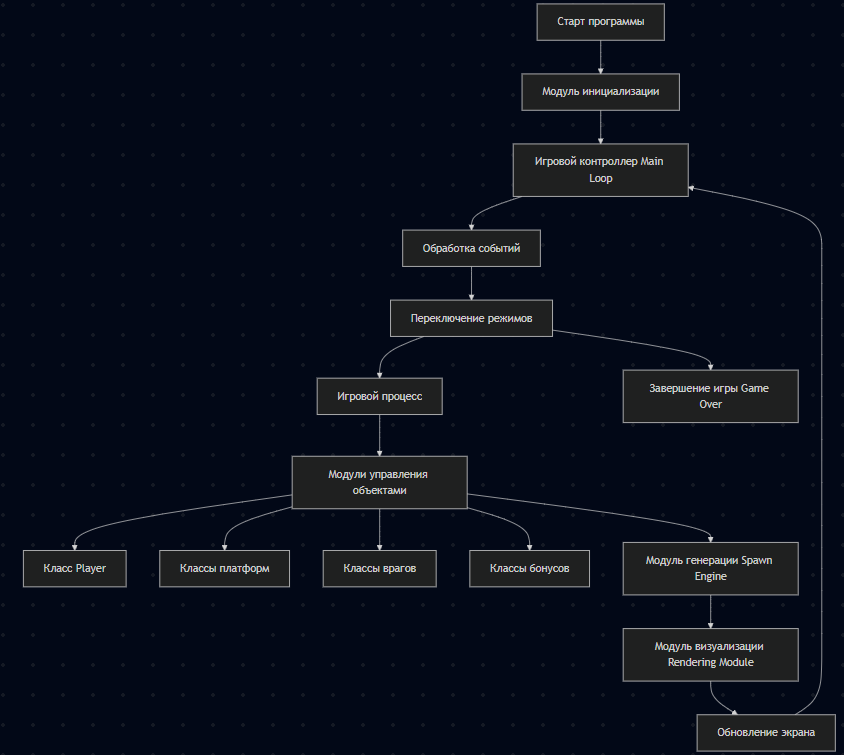 Старт программы
Модуль инициализации
Игровой контроллер Main
Loop
Обработка событий
Переключение режимов
Игровой процесс
Завершение игры Game
Over
Модули управления
объектами
Класс Player
Классы платформ
Классы врагов
Классы бонусов
Модуль генерации Spawn
Engine
Модуль визуализации
Rendering Module
Обновление экрана